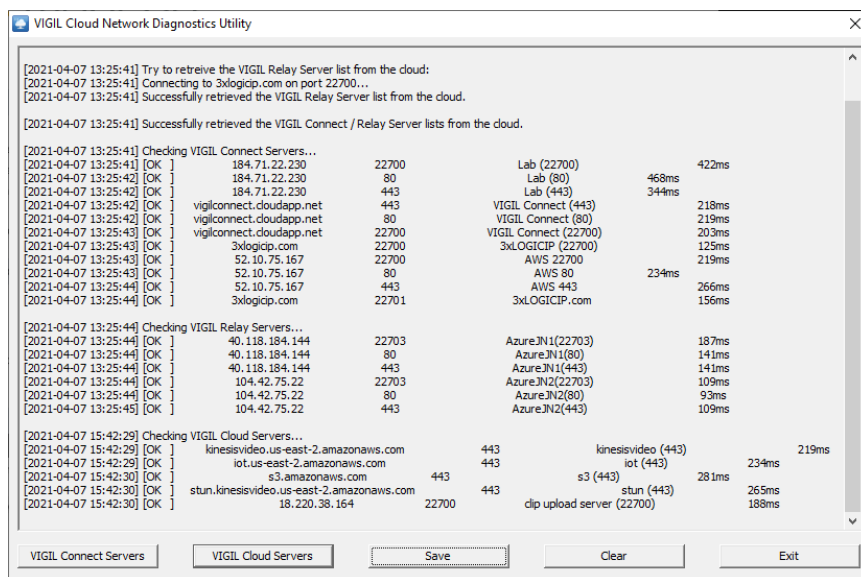 VIGIL Cloud Network Diagnostics Utility
[2021-04-07 13:25:41] Try to retreive the VIGIL Relay Server list from the cloud:
[2021-04-07 13:25:41] Connecting to 3xlogicip.com on port 22700...
[2021-04-07 13:25:41] Successfully retrieved the VIGIL Relay Server list from the cloud.
[2021-04-07 13:25:41] Successfully retrieved the VIGIL Connect / Relay Server lists from the cloud.
[2021-04-07 13:25:41] Checking VIGIL Connect Servers...
[2021-04-07 13:25:41] [OK ] 184.71.22.230 22700 Lab (22700) 422ms
[2021-04-07 13:25:42] [OK ] 184.71.22.230 80 Lab (80) 468ms
[2021-04-07 13:25:42] [OK ] 184.71.22.230 443 Lab (443) 344ms
[2021-04-07 13:25:42] [OK ] vigilconnect.cloudapp.net 443 VIGIL Connect (443) 218ms
[2021-04-07 13:25:42] [OK ] vigilconnect.cloudapp.net 80 VIGIL Connect (80) 219ms
[2021-04-07 13:25:43] [OK ] vigilconnect.cloudapp.net 22700 VIGIL Connect (22700) 203ms
[2021-04-07 13:25:43] [OK ] 3xlogicip.com 22700 3xLOGICIP (22700) 125ms
[2021-04-07 13:25:43] [OK ] 52.10.75.167 22700 AWS 22700 219ms
[2021-04-07 13:25:43] [OK ] 52.10.75.167 80 AWS 80 234ms
[2021-04-07 13:25:44] [OK ] 52.10.75.167 443 AWS 443 266ms
[2021-04-07 13:25:44] [OK ] 3xlogicip.com 22701 3xLOGICIP.com 156ms
[2021-04-07 13:25:44] Checking VIGIL Relay Servers...
[2021-04-07 13:25:44] [OK ] 40.118.184.144 22703 AzureJN1(22703) 187ms
[2021-04-07 13:25:44] [OK ] 40.118.184.144 80 AzureJN1(80) 141ms
[2021-04-07 13:25:44] [OK ] 40.118.184.144 443 AzureJN1(443) 141ms
[2021-04-07 13:25:44] [OK ] 104.42.75.22 22703 AzureJN2(22703) 109ms
[2021-04-07 13:25:44] [OK ] 104.42.75.22 80 AzureJN2(80) 93ms
[2021-04-07 13:25:45] [OK ] 104.42.75.22 443 AzureJN2(443) 109ms
[2021-04-07 15:42:29] Checking VIGIL Cloud Servers...
[2021-04-07 15:42:29] [OK ] kinesisvideo.us-east-2.amazonaws.com 443 kinesisvideo (443) 219ms
[2021-04-07 15:42:29] [OK ] iot.us-east-2.amazonaws.com 443 iot (443) 234ms
[2021-04-07 15:42:30] [OK ] s3.amazonaws.com 443 s3 (443) 281ms
[2021-04-07 15:42:30] [OK ] stun.kinesisvideo.us-east-2.amazonaws.com 443 stun (443) 265ms
[2021-04-07 15:42:30] [OK ] 18.220.38.164 22700 clip upload server (22700) 188ms
VIGIL Connect Servers VIGIL Cloud Servers Save Clear Exit